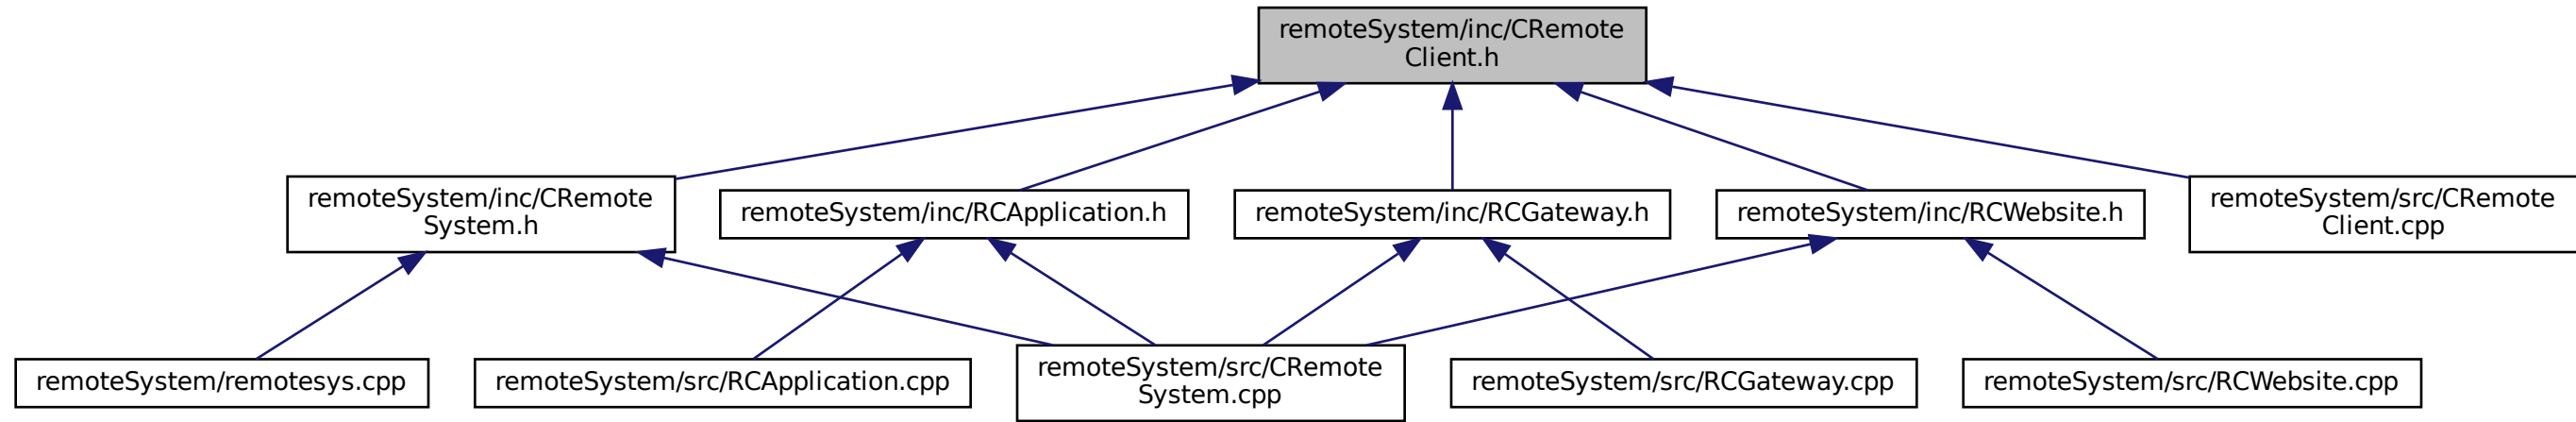 remoteSystem/inc/CRemote
Client.h
remoteSystem/inc/CRemote
System.h
remoteSystem/inc/RCApplication.h
remoteSystem/inc/RCGateway.h
remoteSystem/inc/RCWebsite.h
remoteSystem/src/CRemote
Client.cpp
remoteSystem/remotesys.cpp
remoteSystem/src/RCApplication.cpp
remoteSystem/src/CRemote
System.cpp
remoteSystem/src/RCGateway.cpp
remoteSystem/src/RCWebsite.cpp